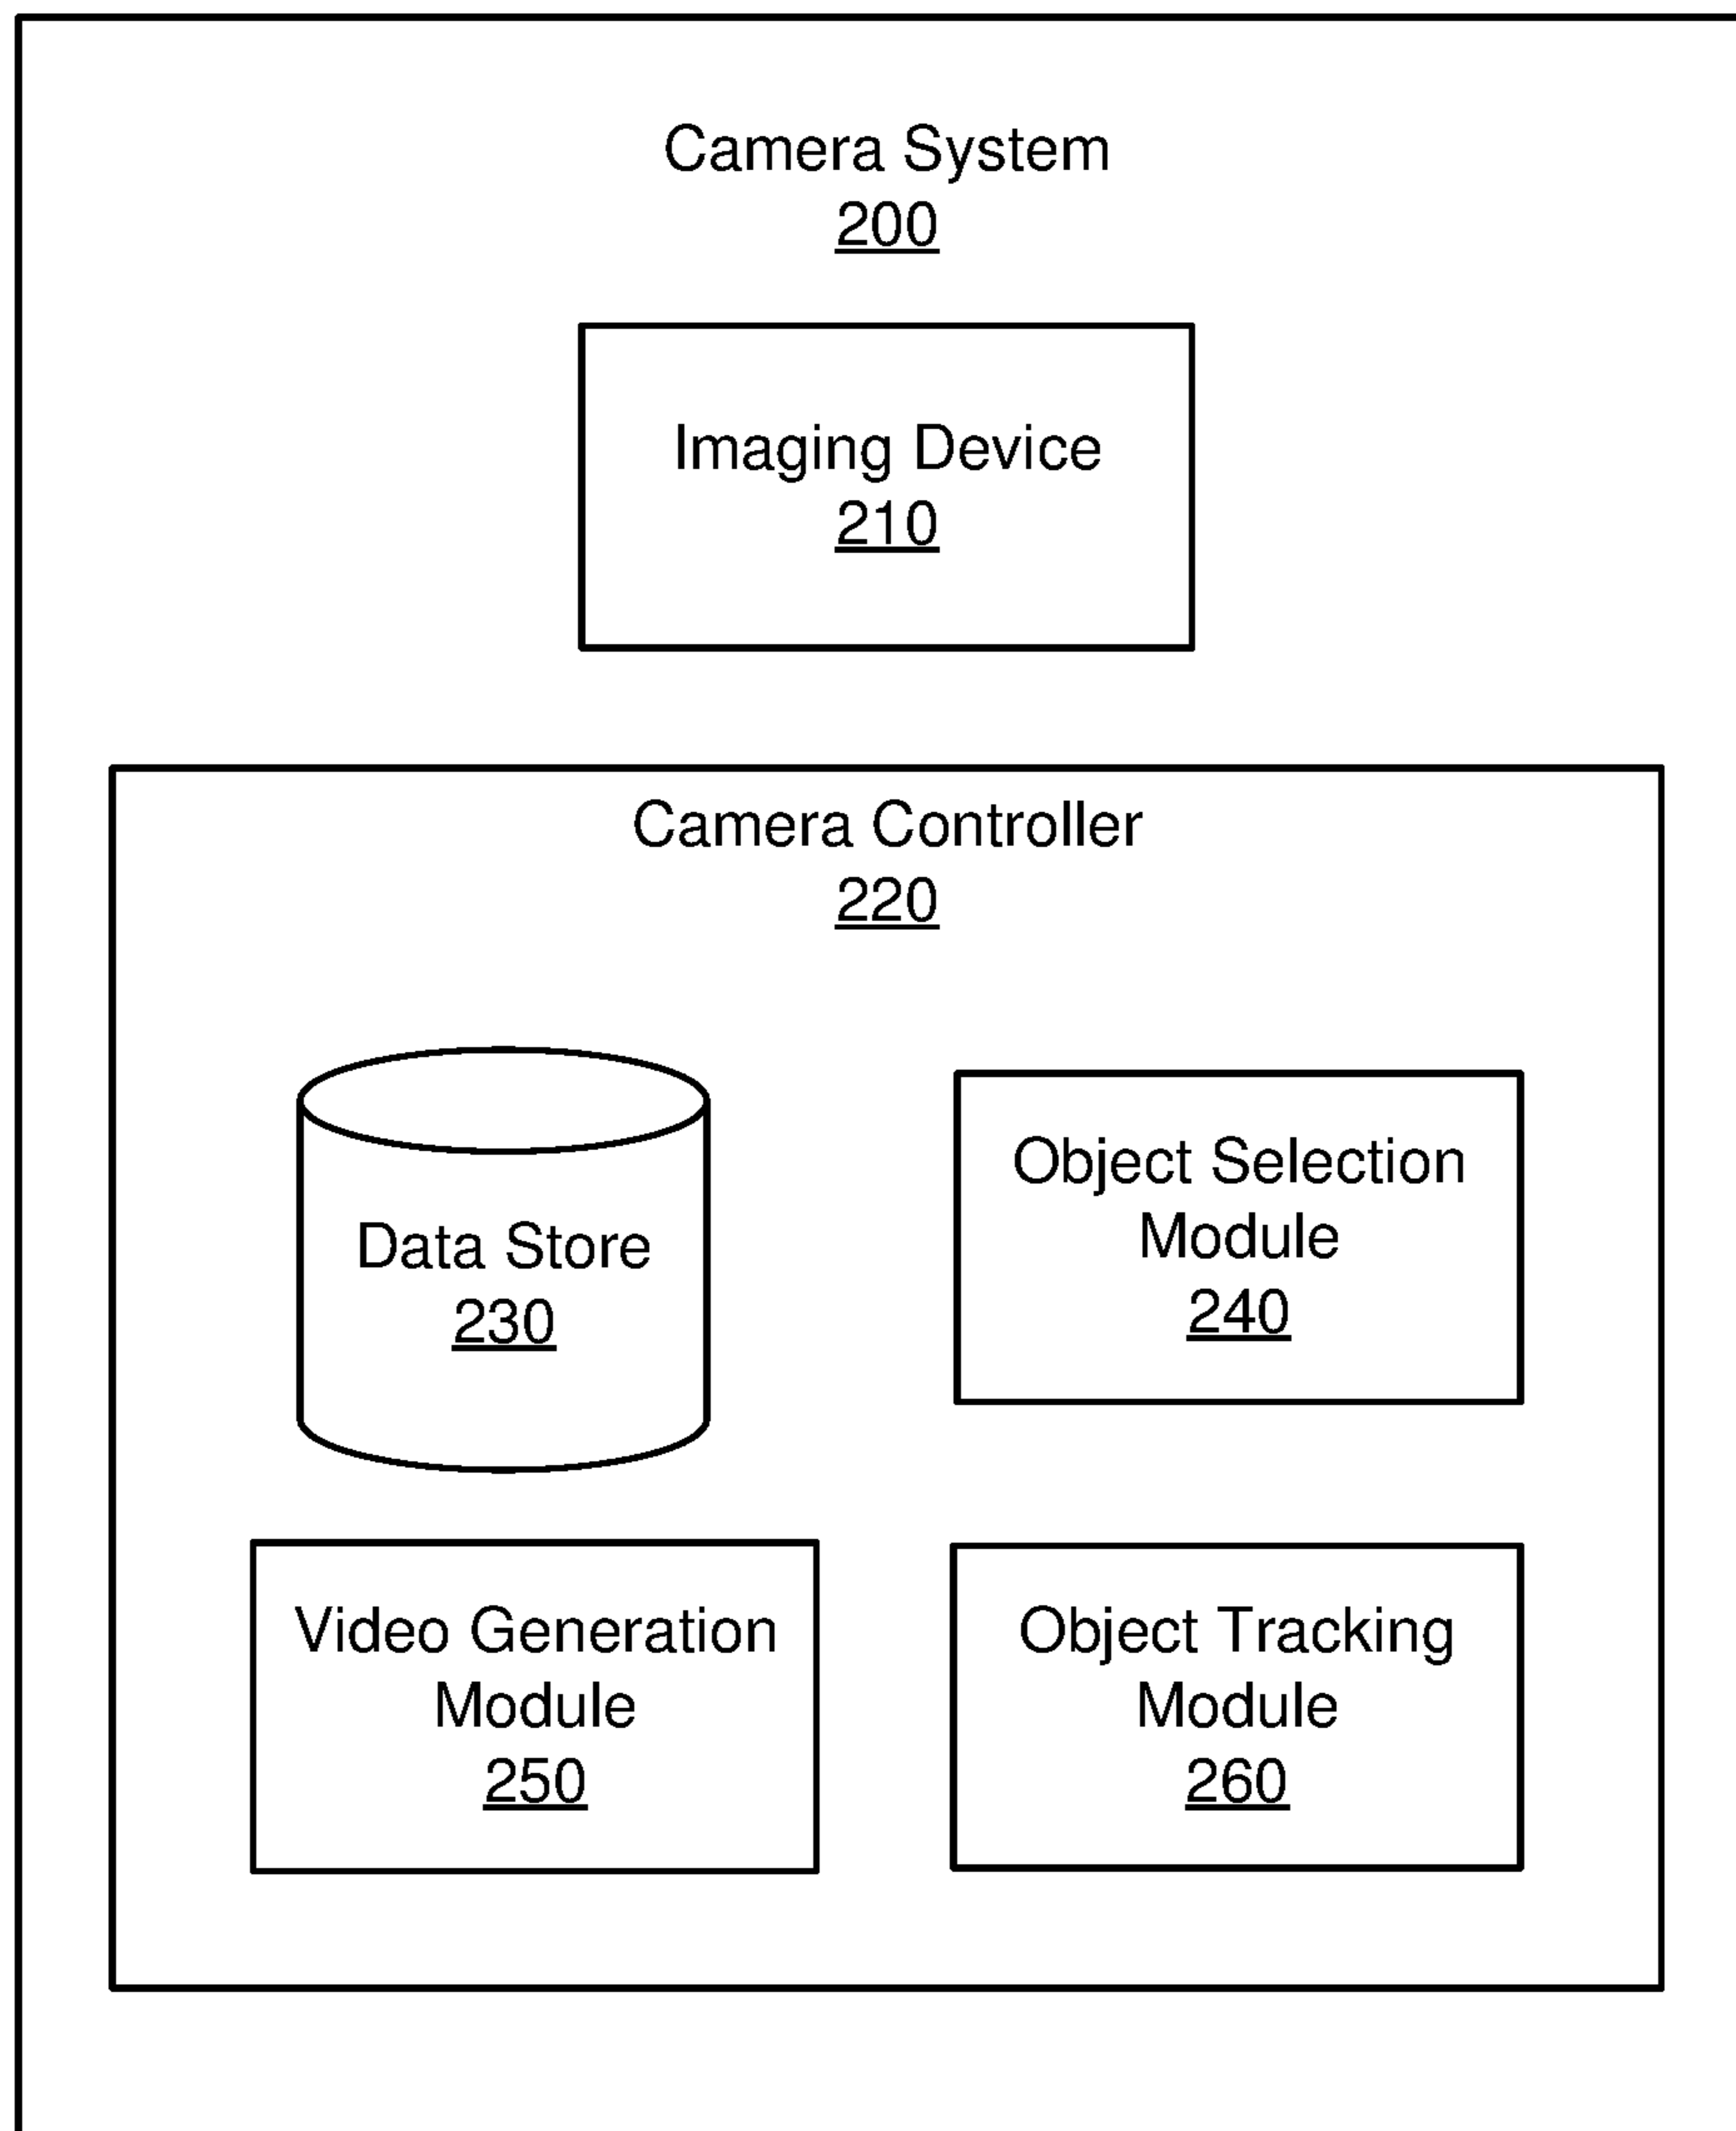 Camera System
200
Imaging Device
210
Camera Controller
220
Data Store
230
Object Selection
Module
240
Video Generation
Module
250
Object Tracking
Module
260